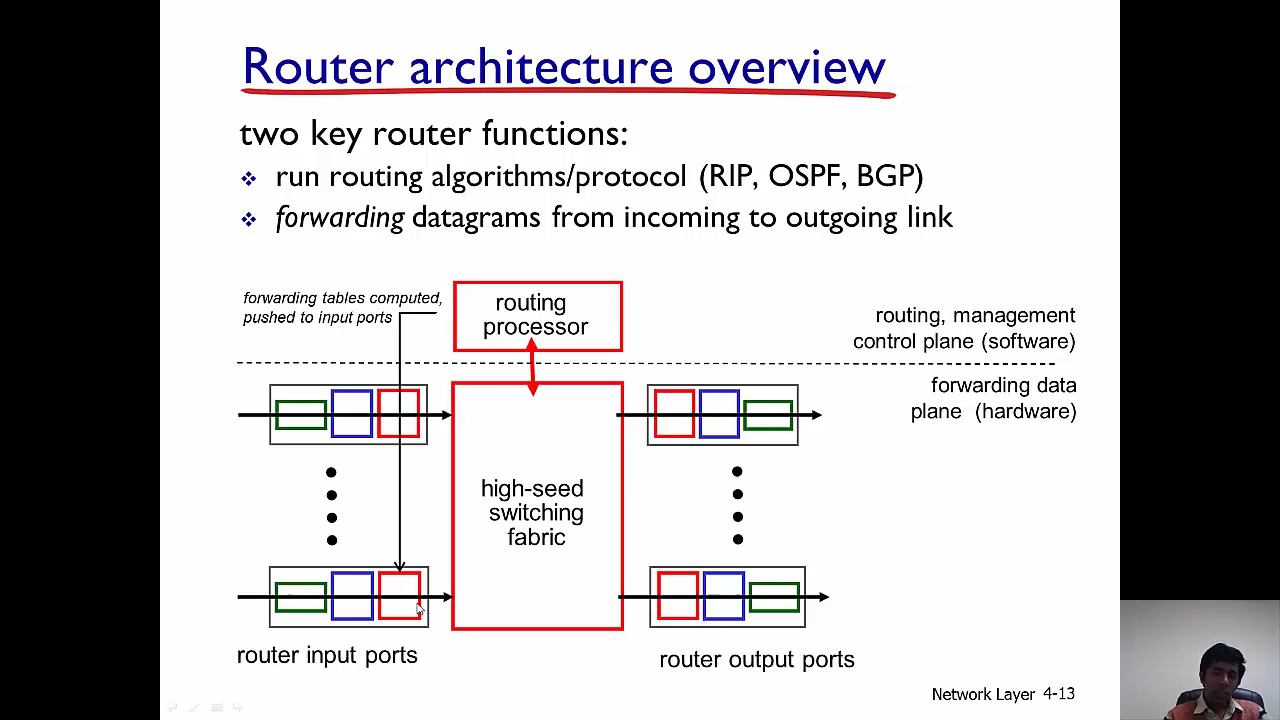 Router architecture overview
two key router functions:
run routing algorithms/protocol (RIP, OSPF, BGP)
forwarding datagrams from incoming to outgoing link
forwarding tables computed,
pushed to input ports
routing
processor
routing, management
control plane (software)
forwarding data
plane (hardware)
high-seed
switching
fabric
router input ports
router output ports
Network Layer 4-13